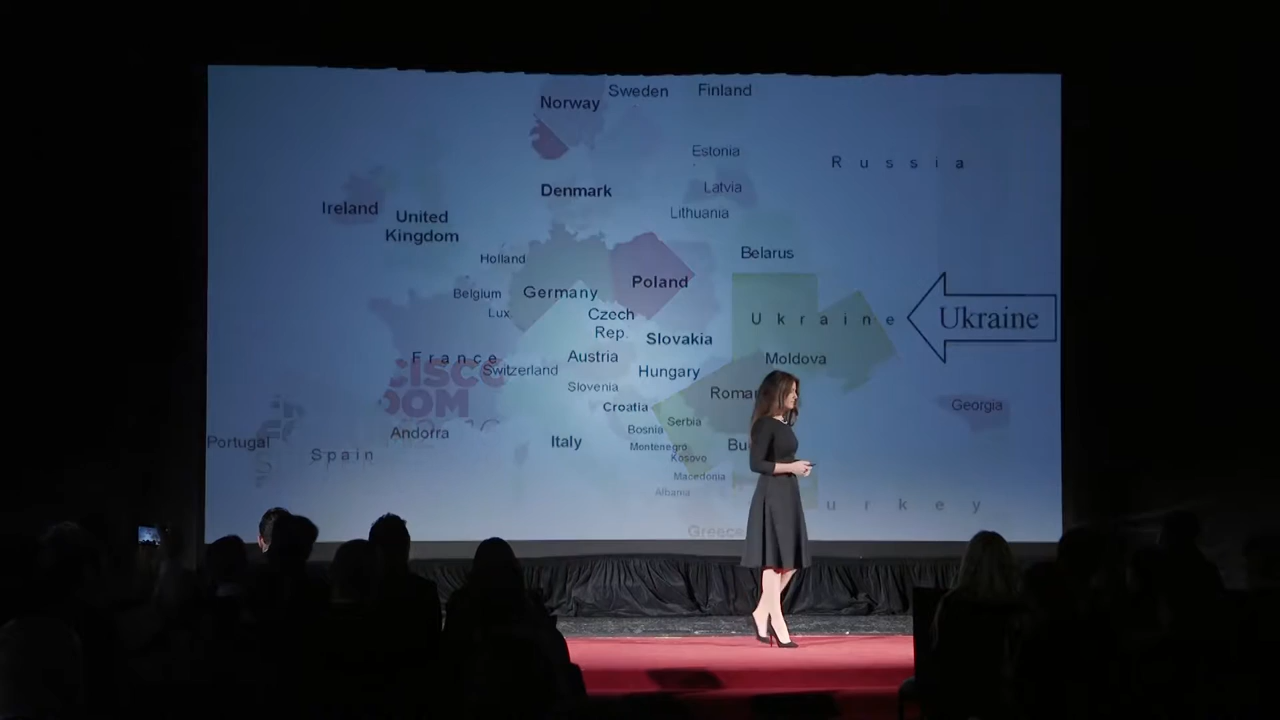 Sweden
Finland
Norway
Estonia
Russia
Denmark
Latvia
Ireland
United
Kingdom
Lithuania
Belarus
Holland
Poland
Belgium
Germany
Lux
Czech
Rep.
Ukraine
Ukraine
Slovakia
France
Switzerland
Austria
Hungary
Moldova
Slovenia
Croatia
Serbia
Georgia
Bosnia
Andorra
Portugal
Spain
Italy
Montenegro
Kosovo
Macedonia
Albania
Greece